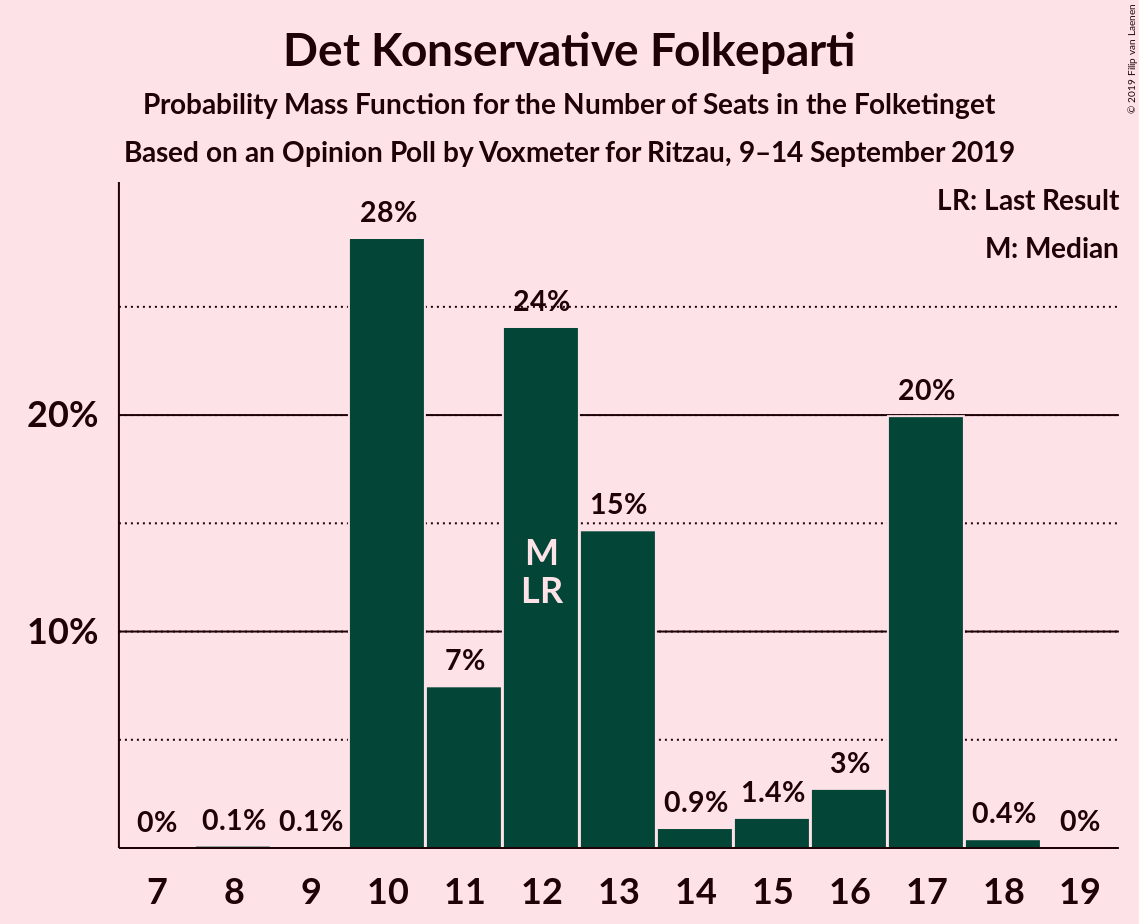 Det Konservative Folkeparti
Probability Mass Function for the Number of Seats in the Folketinget
Based on an Opinion Poll by Voxmeter for Ritzau, 9–14 September 2019
© 2019 Filip van Laenen
LR: Last Result
M: Median
28%
24%
20%
20%
15%
M
LR
10%
7%
3%
1.4%
0.9%
0.4%
0%
0.1%
0.1%
0%
7 8 9 10 11 12 13 14 15 16 17 18 19